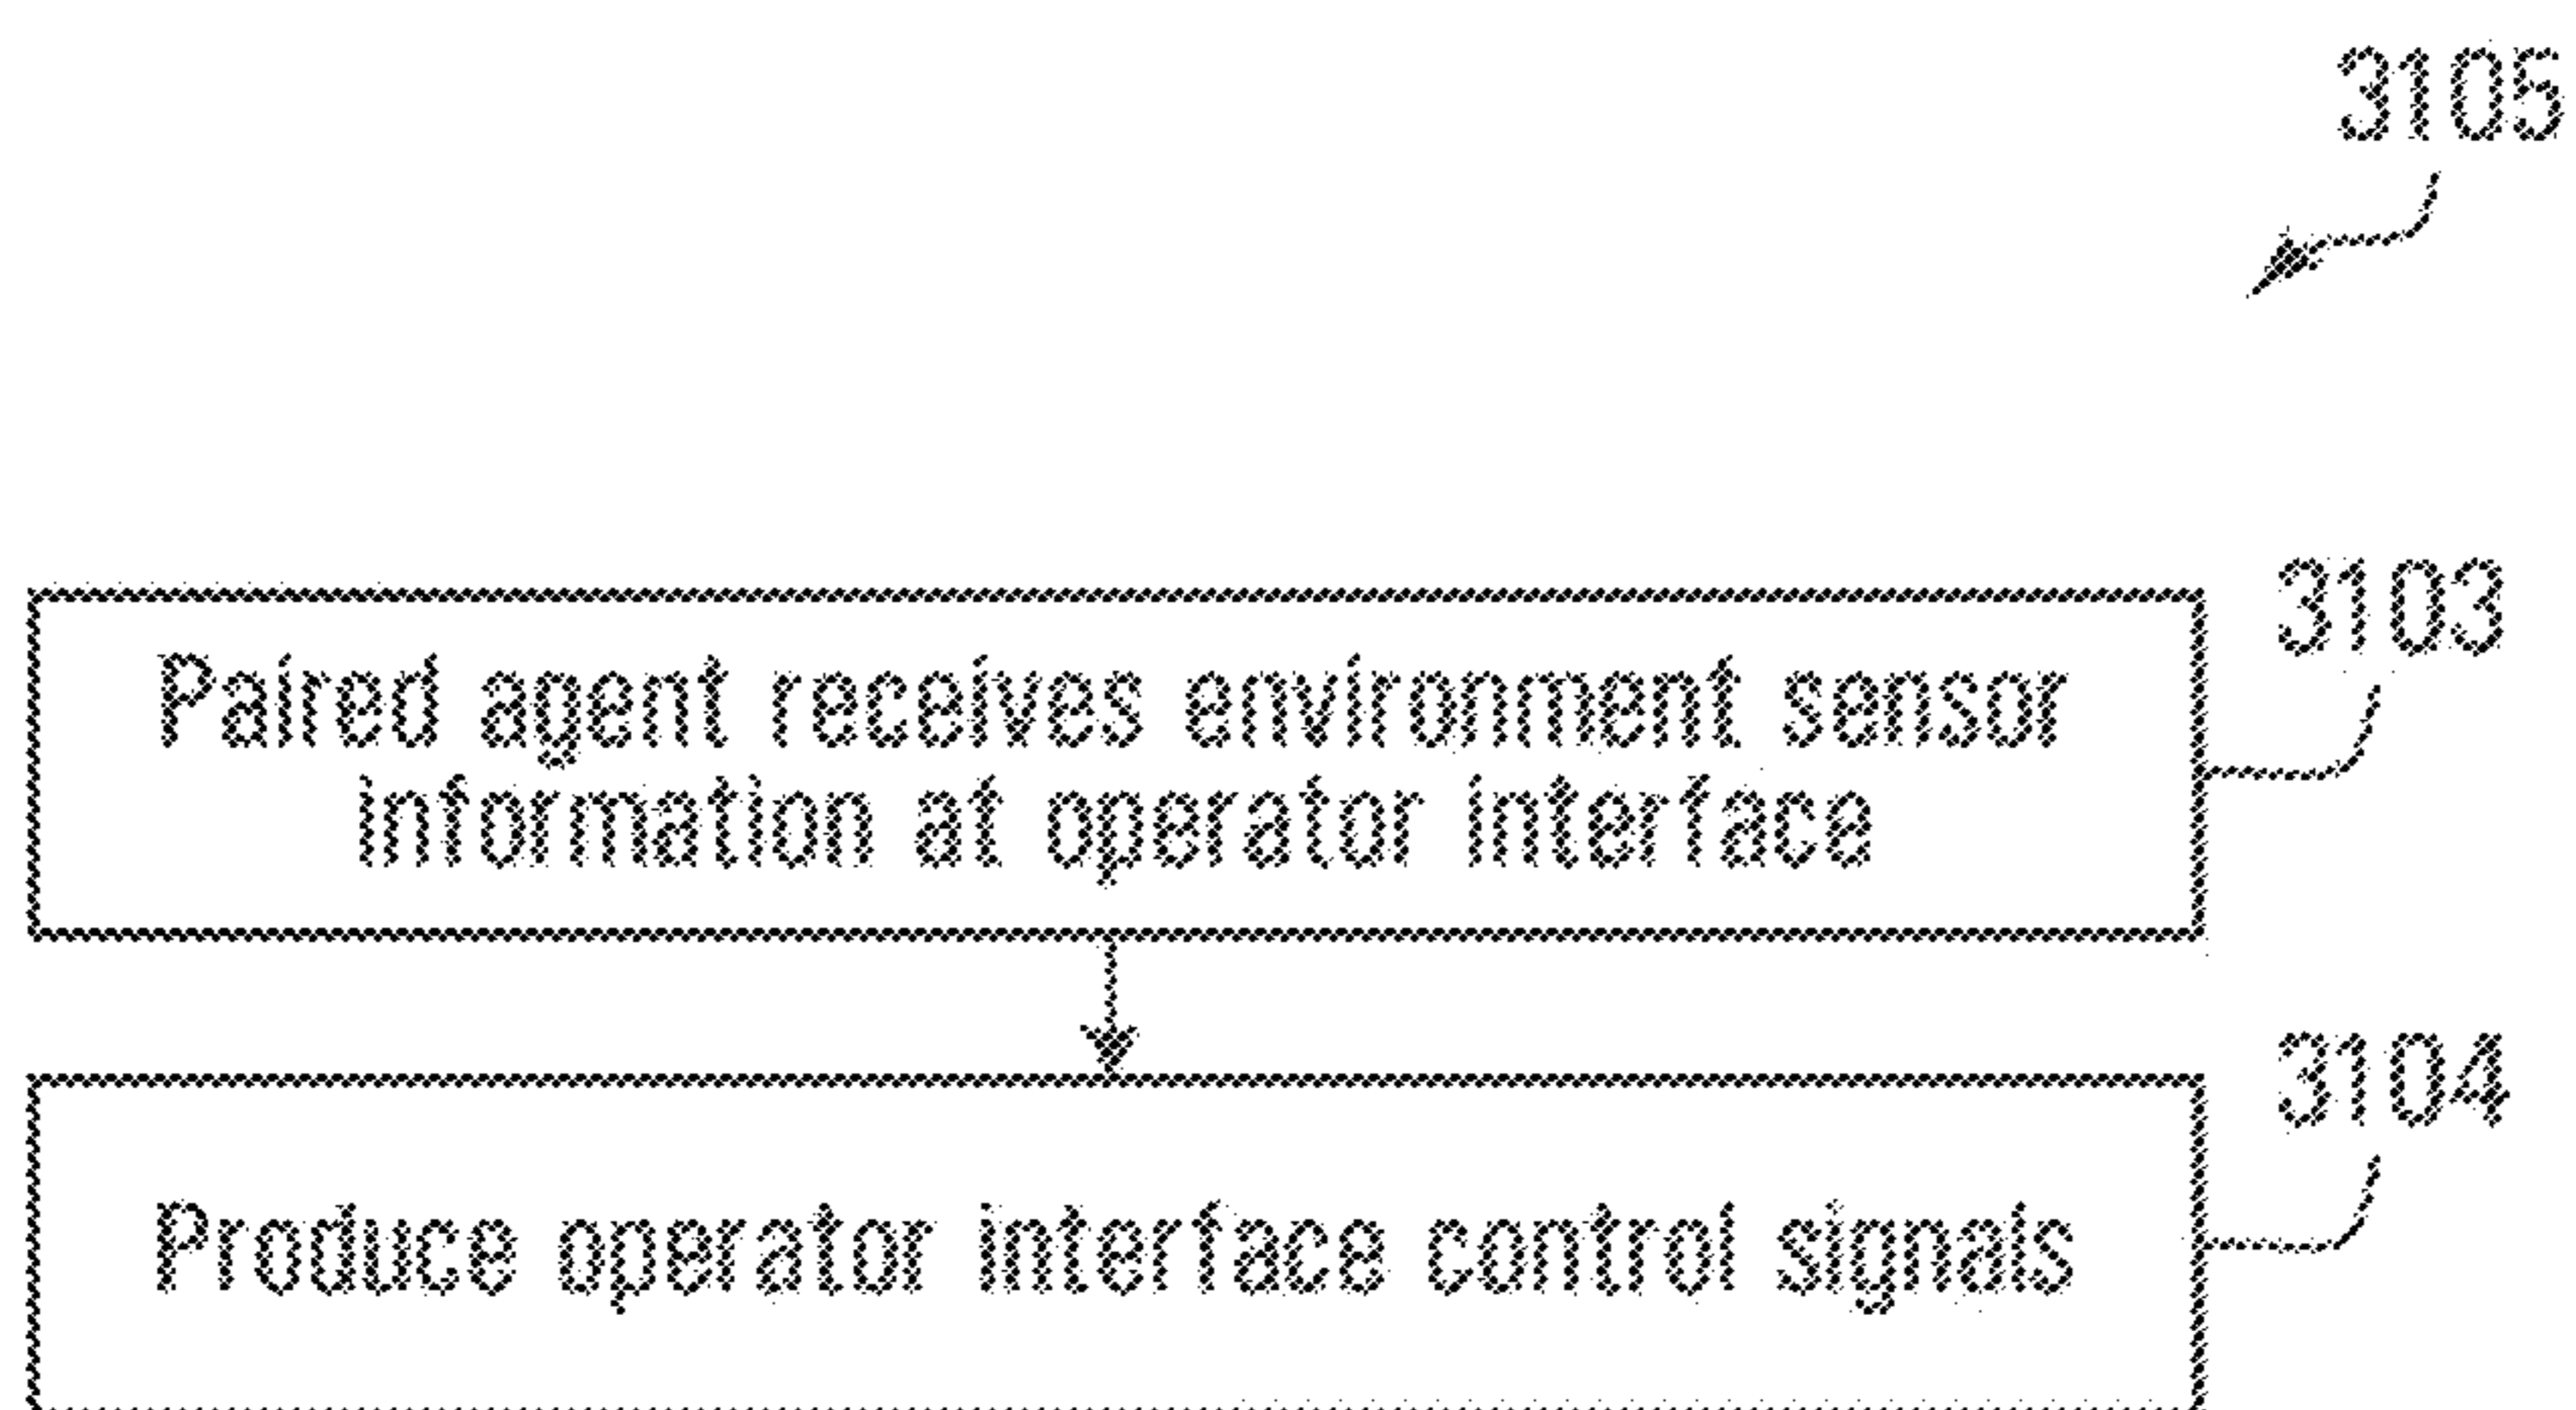 3105
3103
Paired agent receives environment sensor
information at operator interface
3104
Produce operator interface control signals